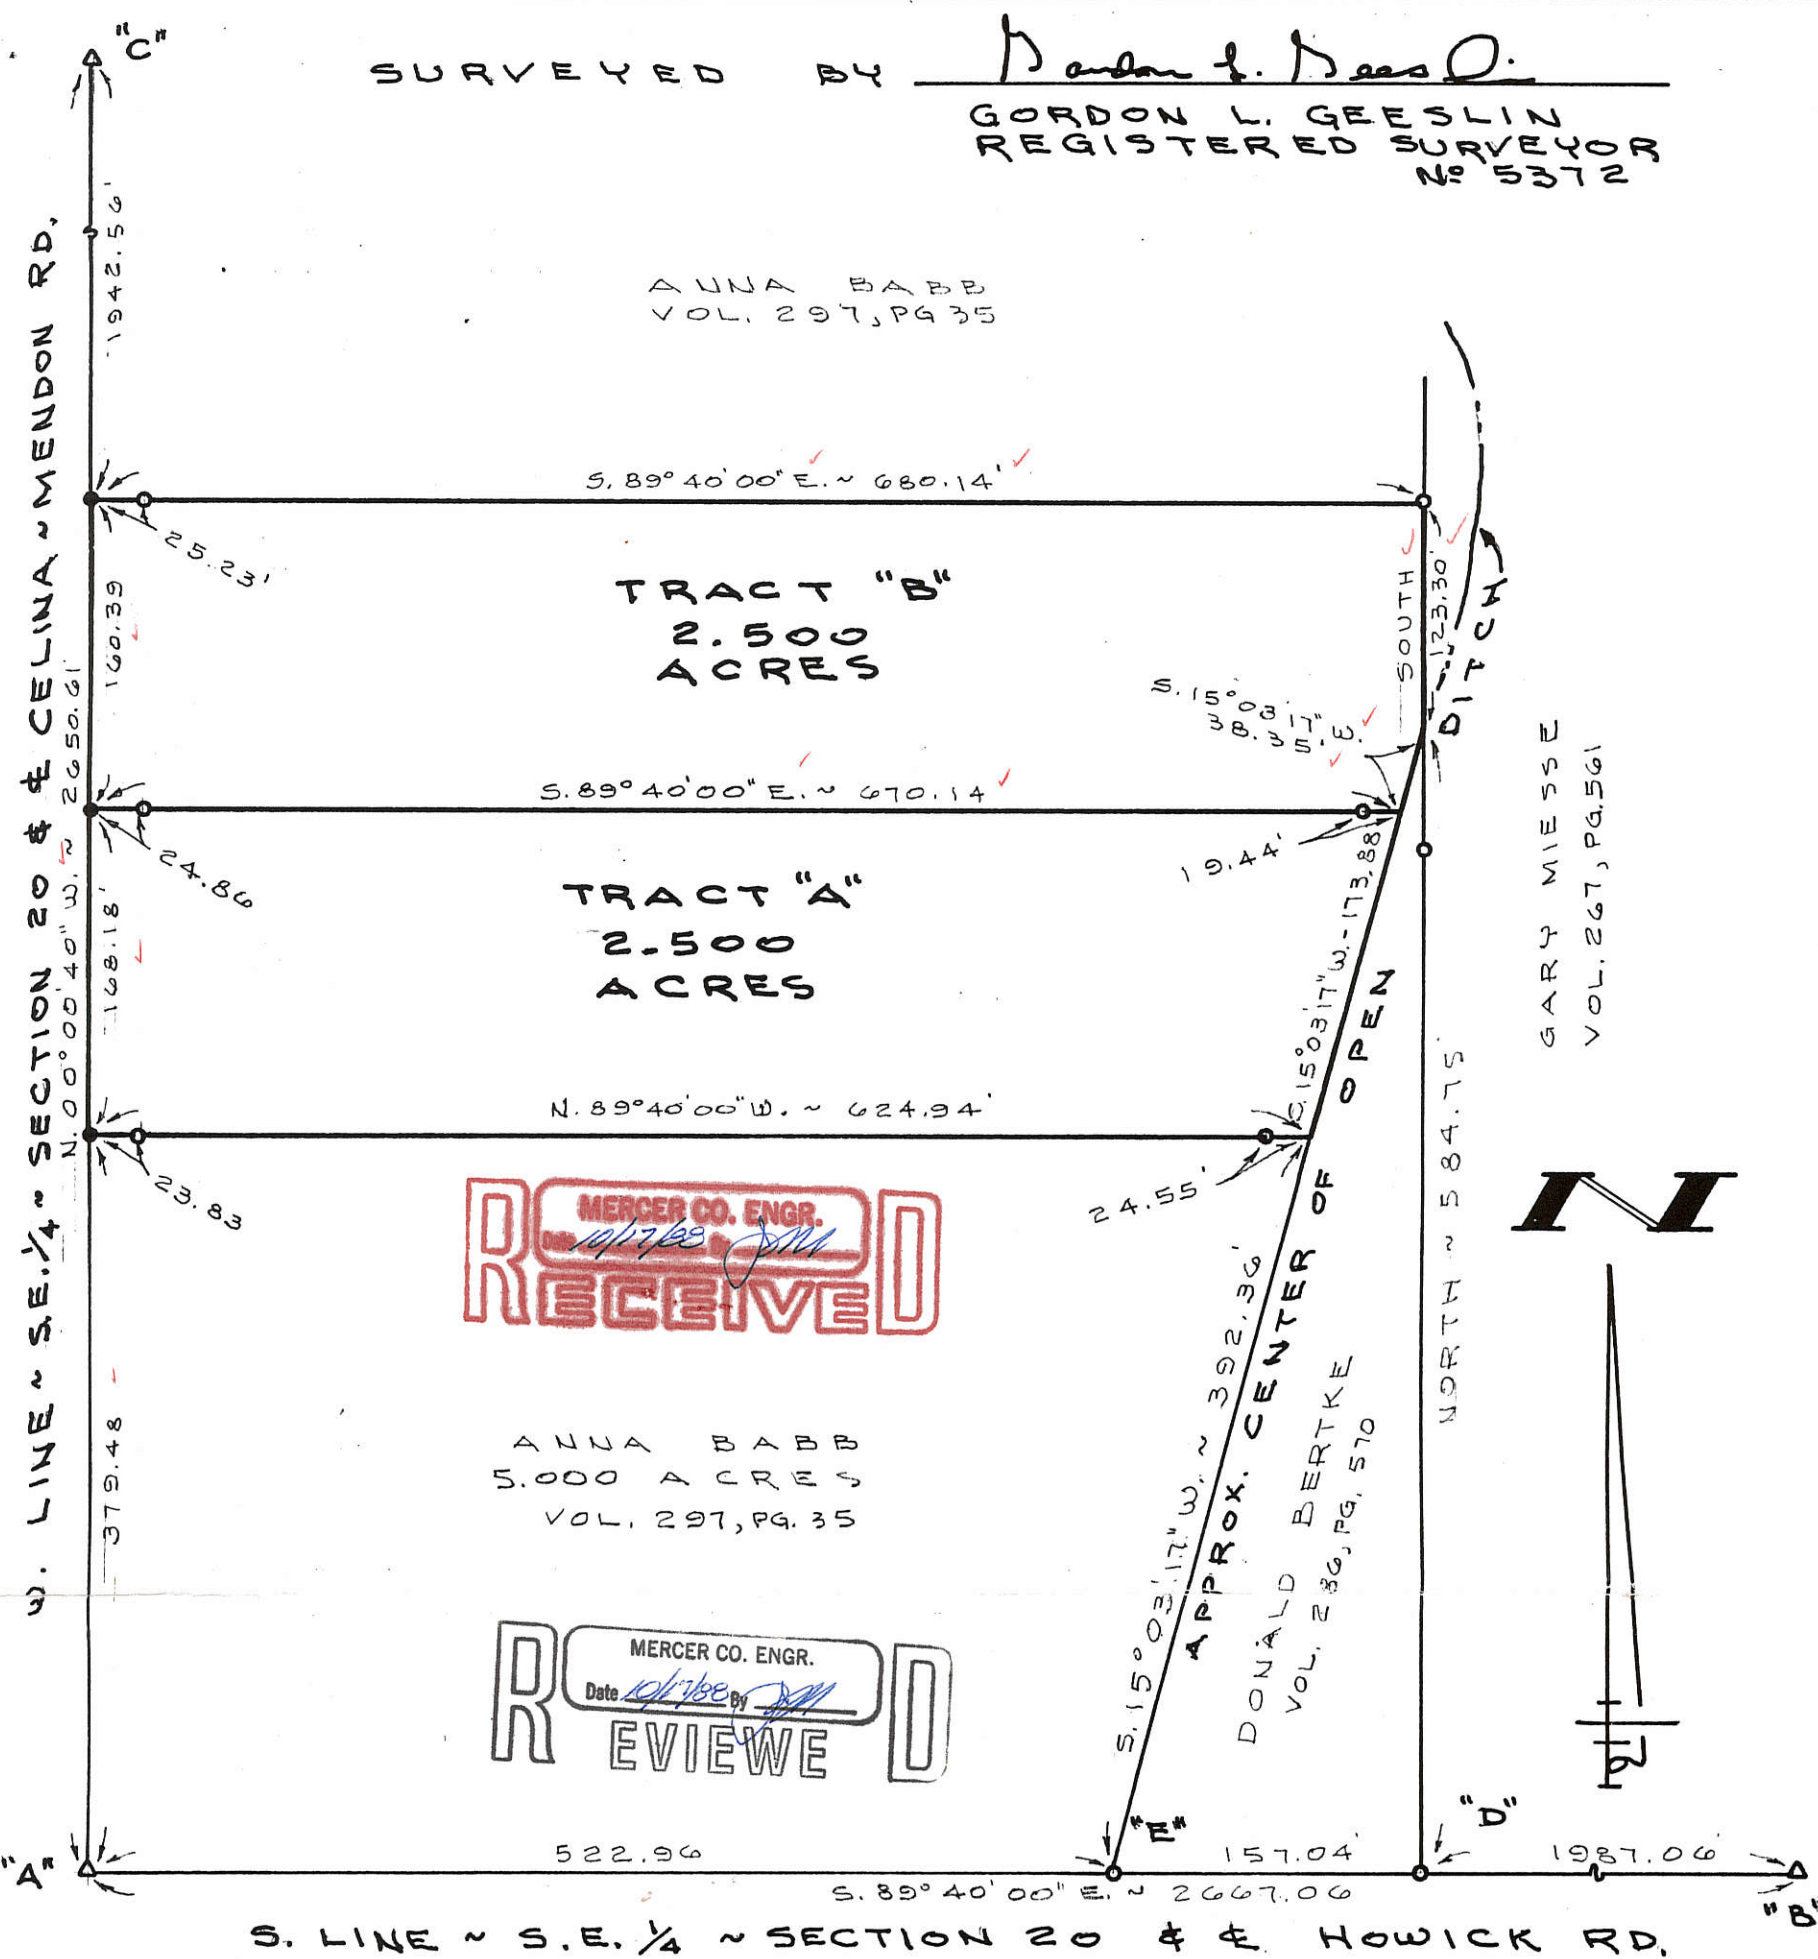 "C"
SURVEYED BY
GORDON L. GEESLIN
REGISTERED SURVEYOR
Nº 5372
ANNA BABB
VOL. 297, PG 35
W. LINE ~ S.E. 1/4 ~ SECTION 20 & ℄ CELINA ~ MENDON RD.
N. 00° 00' 40" W. ~ 2650.61'
1942.56'
160.39
168.18'
379.48
S. 89° 40' 00" E. ~ 680.14'
25.23'
TRACT "B"
2.500
ACRES
SOUTH
123.30'
DITCH
S. 15° 03' 17" W.
38.35'
S. 89° 40' 00" E. ~ 670.14'
24.86
19.44'
TRACT "A"
2.500
ACRES
S. 15° 03' 17" W. - 173.88
GARY MIESSE
VOL. 267, PG. 561
N. 89° 40' 00" W. ~ 624.94'
23.83
24.55'
N
MERCER CO. ENGR.
Date 10/17/88 By
RECEIVED
S. 15° 03' 17" W. ~ 392.36'
APPROX. CENTER OF OPEN
NORTH ~ 584.75'
ANNA BABB
5.000 ACRES
VOL. 297, PG. 35
DONALD BERTKE
VOL. 286, PG. 570
MERCER CO. ENGR.
Date 10/17/88 By
REVIEWED
"A"
522.96
"E"
157.04'
"D"
1987.06'
"B"
S. 89° 40' 00" E. ~ 2667.06
S. LINE ~ S.E. 1/4 ~ SECTION 20 & ℄ HOWICK RD.